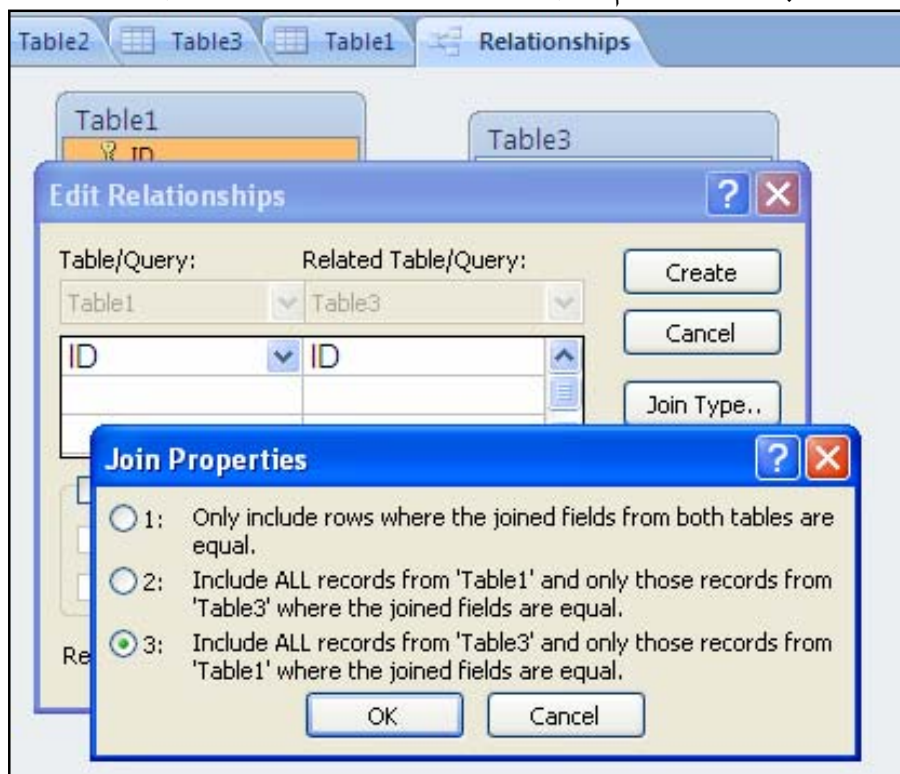 Table2 Table3 Table1 Relationships
Table1
ID
Table3
Edit Relationships
Table/Query: Related Table/Query:
Create
Table1 Table3
Cancel
ID ID
Join Type..
Join Properties
1: Only include rows where the joined fields from both tables are
equal.
2: Include ALL records from 'Table1' and only those records from
'Table3' where the joined fields are equal.
Re
3: Include ALL records from 'Table3' and only those records from
'Table1' where the joined fields are equal.
OK Cancel